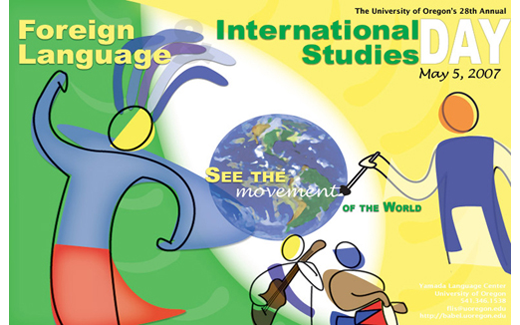 The University of Oregon's 28th Annual
Foreign
Language
&
International
Studies
DAY
May 5, 2007
SEE THE
movement
OF THE WORLD
Yamada Language Center
University of Oregon